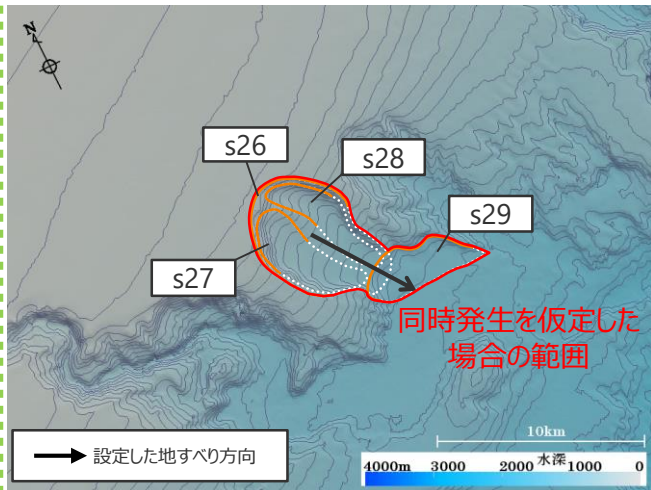 N
s26
s28
s29
s27
同時発生を仮定した
場合の範囲
10km
設定した地すべり方向
水深
4000m 3000 2000 1000 0